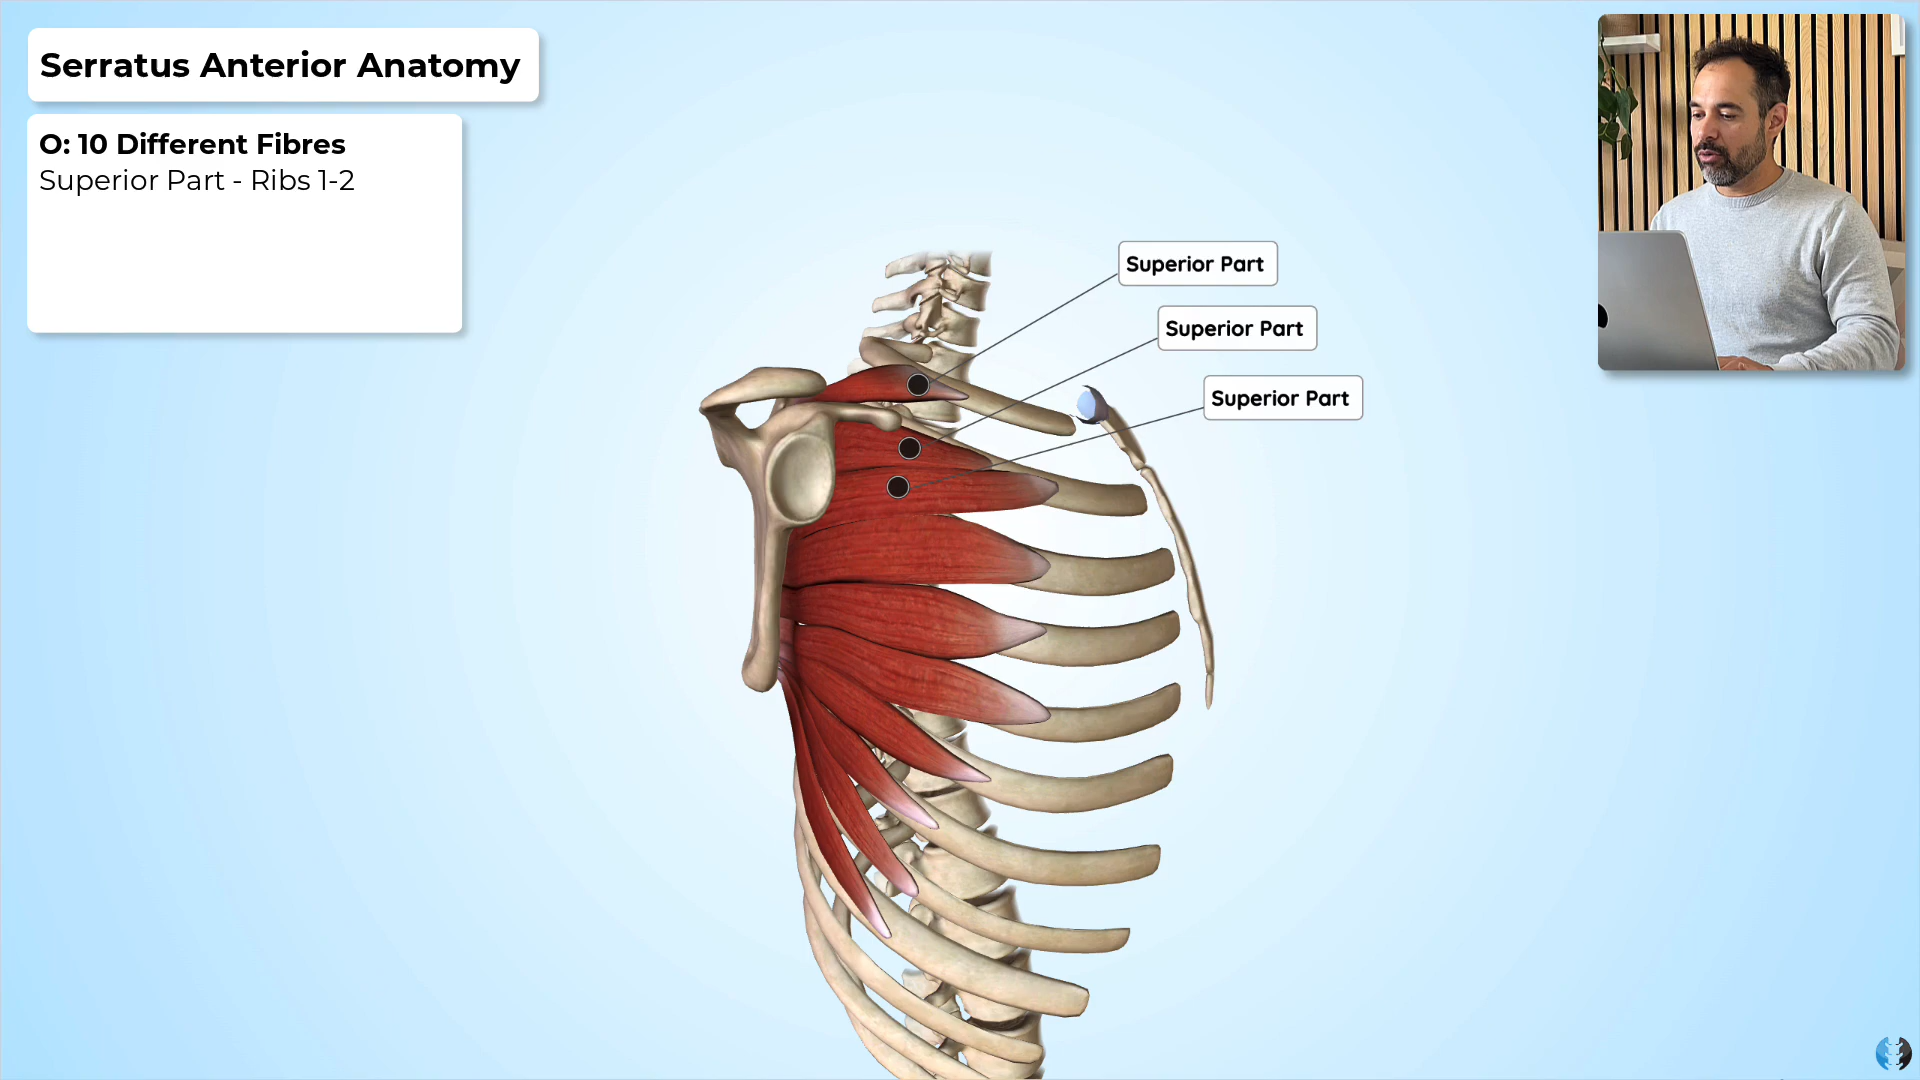 Serratus Anterior Anatomy
O: 10 Different Fibres
Superior Part - Ribs 1-2
Superior Part
Superior Part
Superior Part